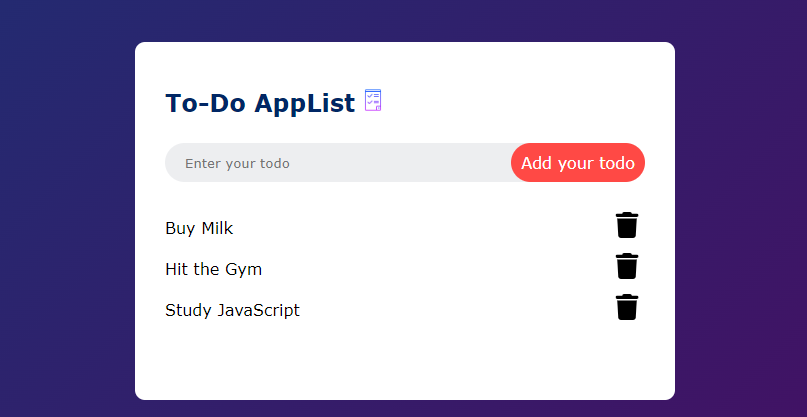 To-Do AppList
Enter your todo
Add your todo
Buy Milk
Hit the Gym
Study JavaScript